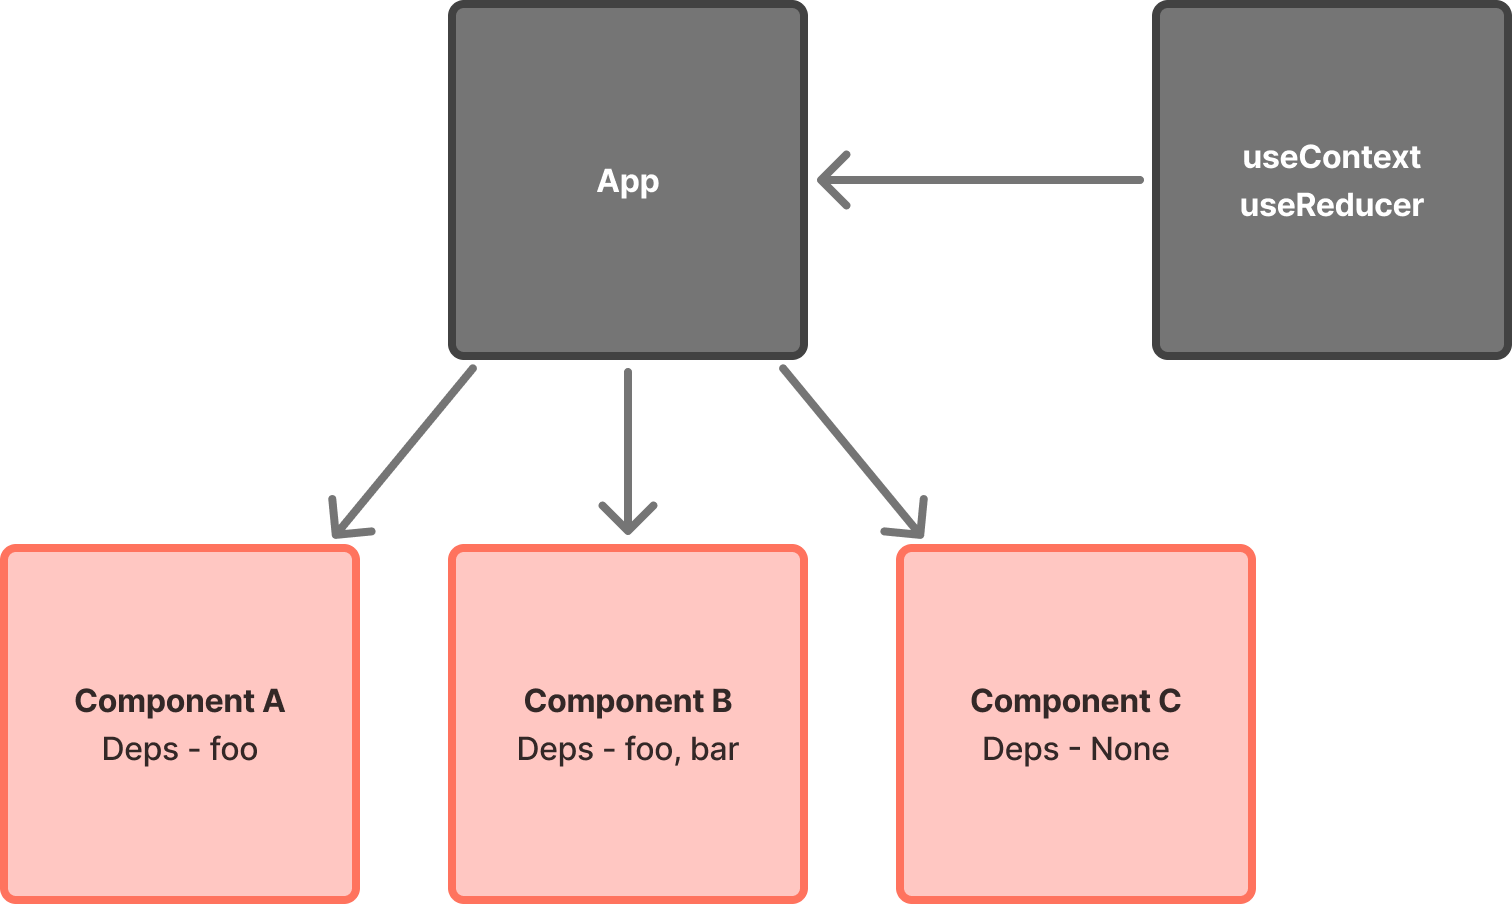 App
useContext
useReducer
Component A
Deps - foo
Component B
Deps - foo, bar
Component C
Deps - None